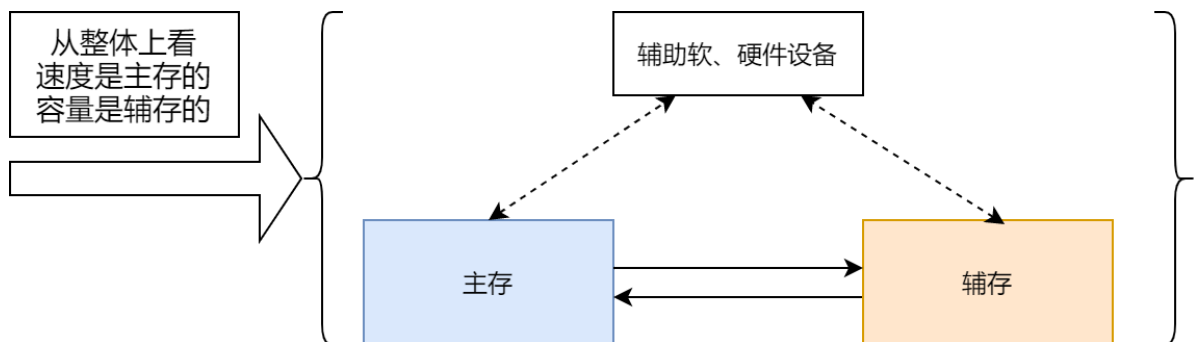 从整体上看
速度是主存的
容量是辅存的
辅助软、硬件设备
主存
辅存